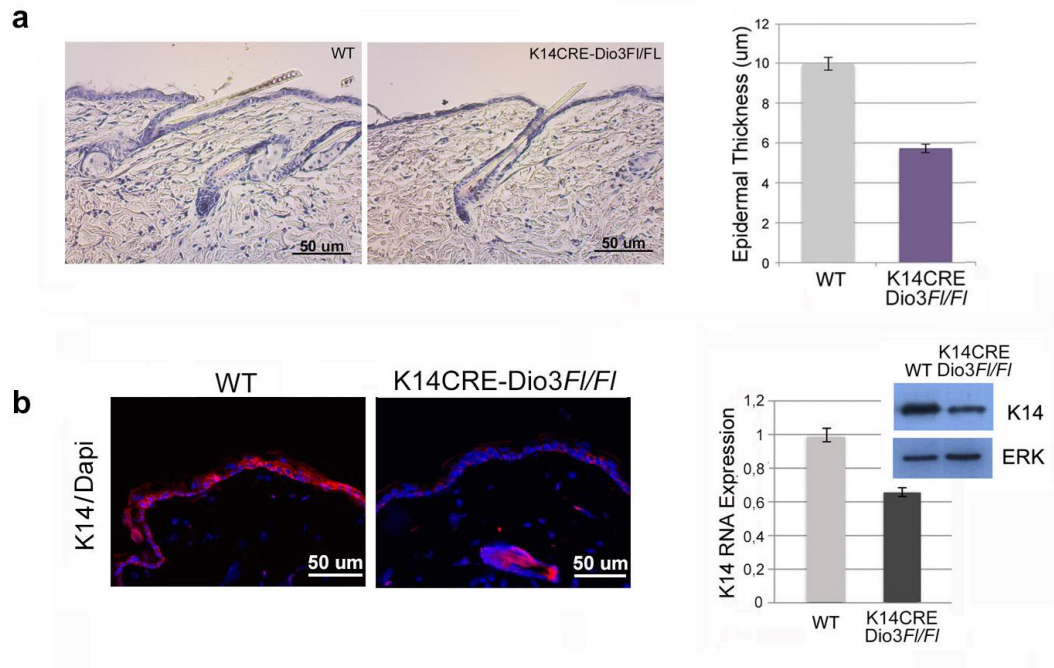 a
WT
K14CRE-Dio3Fl/FL
50 um
50 um
Epidermal Thickness (um)
12
10
8
6
4
2
0
WT
K14CRE
Dio3Fl/Fl
b
WT
K14CRE-Dio3Fl/Fl
K14/Dapi
50 um
50 um
K14 RNA Expression
1,2
1
0,8
0,6
0,4
0,2
0
WT
K14CRE
Dio3Fl/Fl
K14CRE
WT Dio3Fl/Fl
K14
ERK